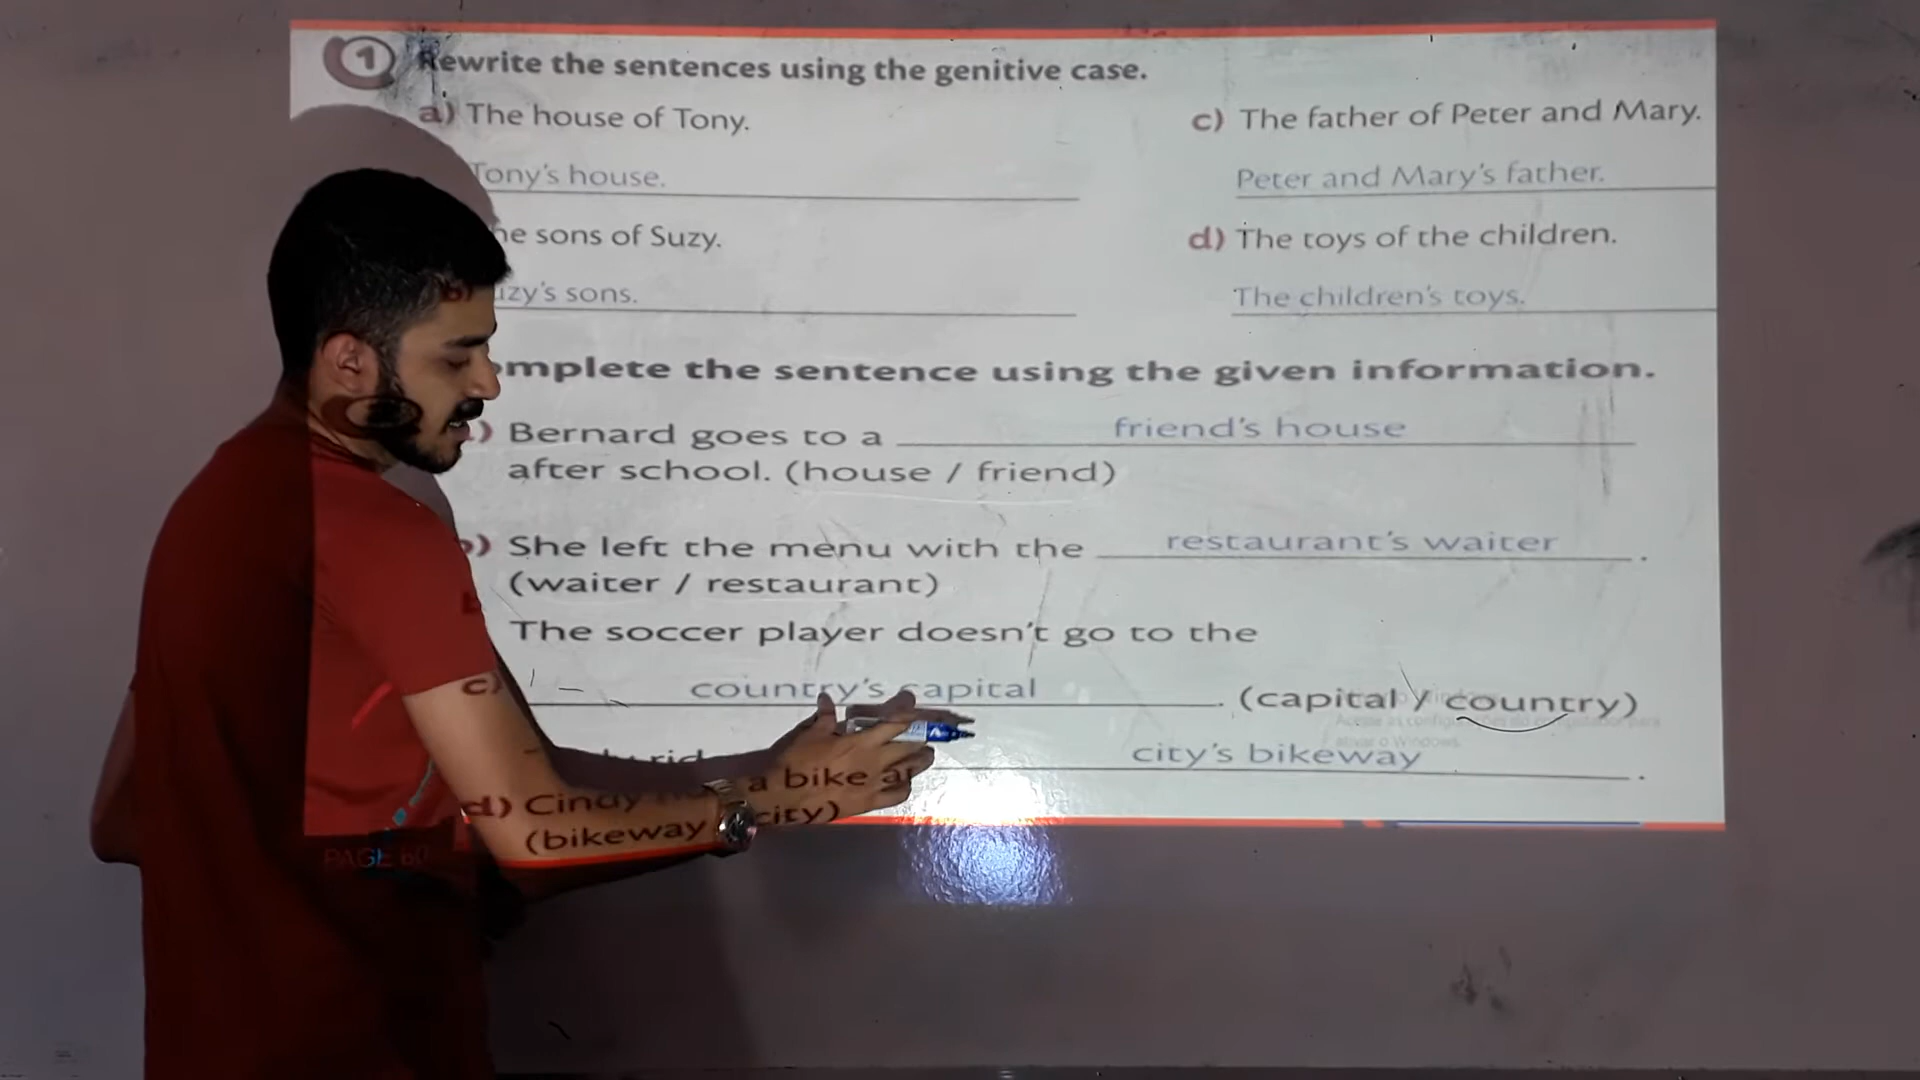 1 Rewrite the sentences using the genitive case.
a) The house of Tony.
Tony's house.
sons of Suzy.
sons.
c) The father of Peter and Mary.
Peter and Mary's father.
d) The toys of the children.
The children's toys.
the sentence using the given information.
Bernard goes to a friend's house
after school. (house / friend)
She left the menu with the restaurant's waiter.
(waiter / restaurant)
The soccer player doesn't go to the
c) country's capital. (capital / country)
city's bikeway.
d) Cindy a bike
(bikeway city)
PAGE 60